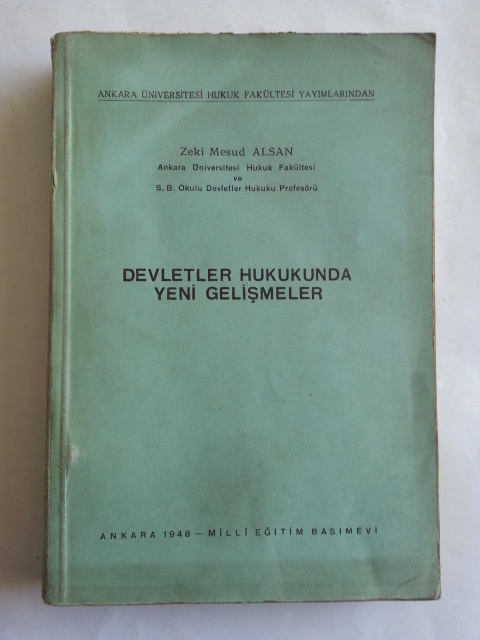 ANKARA ÜNİVERSİTESİ HUKUK FAKÜLTESİ YAYIMLARINDAN
Zeki Mesud ALSAN
Ankara Üniversitesi Hukuk Fakültesi
ve
S. B. Okulu Devletler Hukuku Profesörü
DEVLETLER HUKUKUNDA
YENİ GELİŞMELER
ANKARA 1948 — MİLLÎ EĞİTİM BASIMEVİ